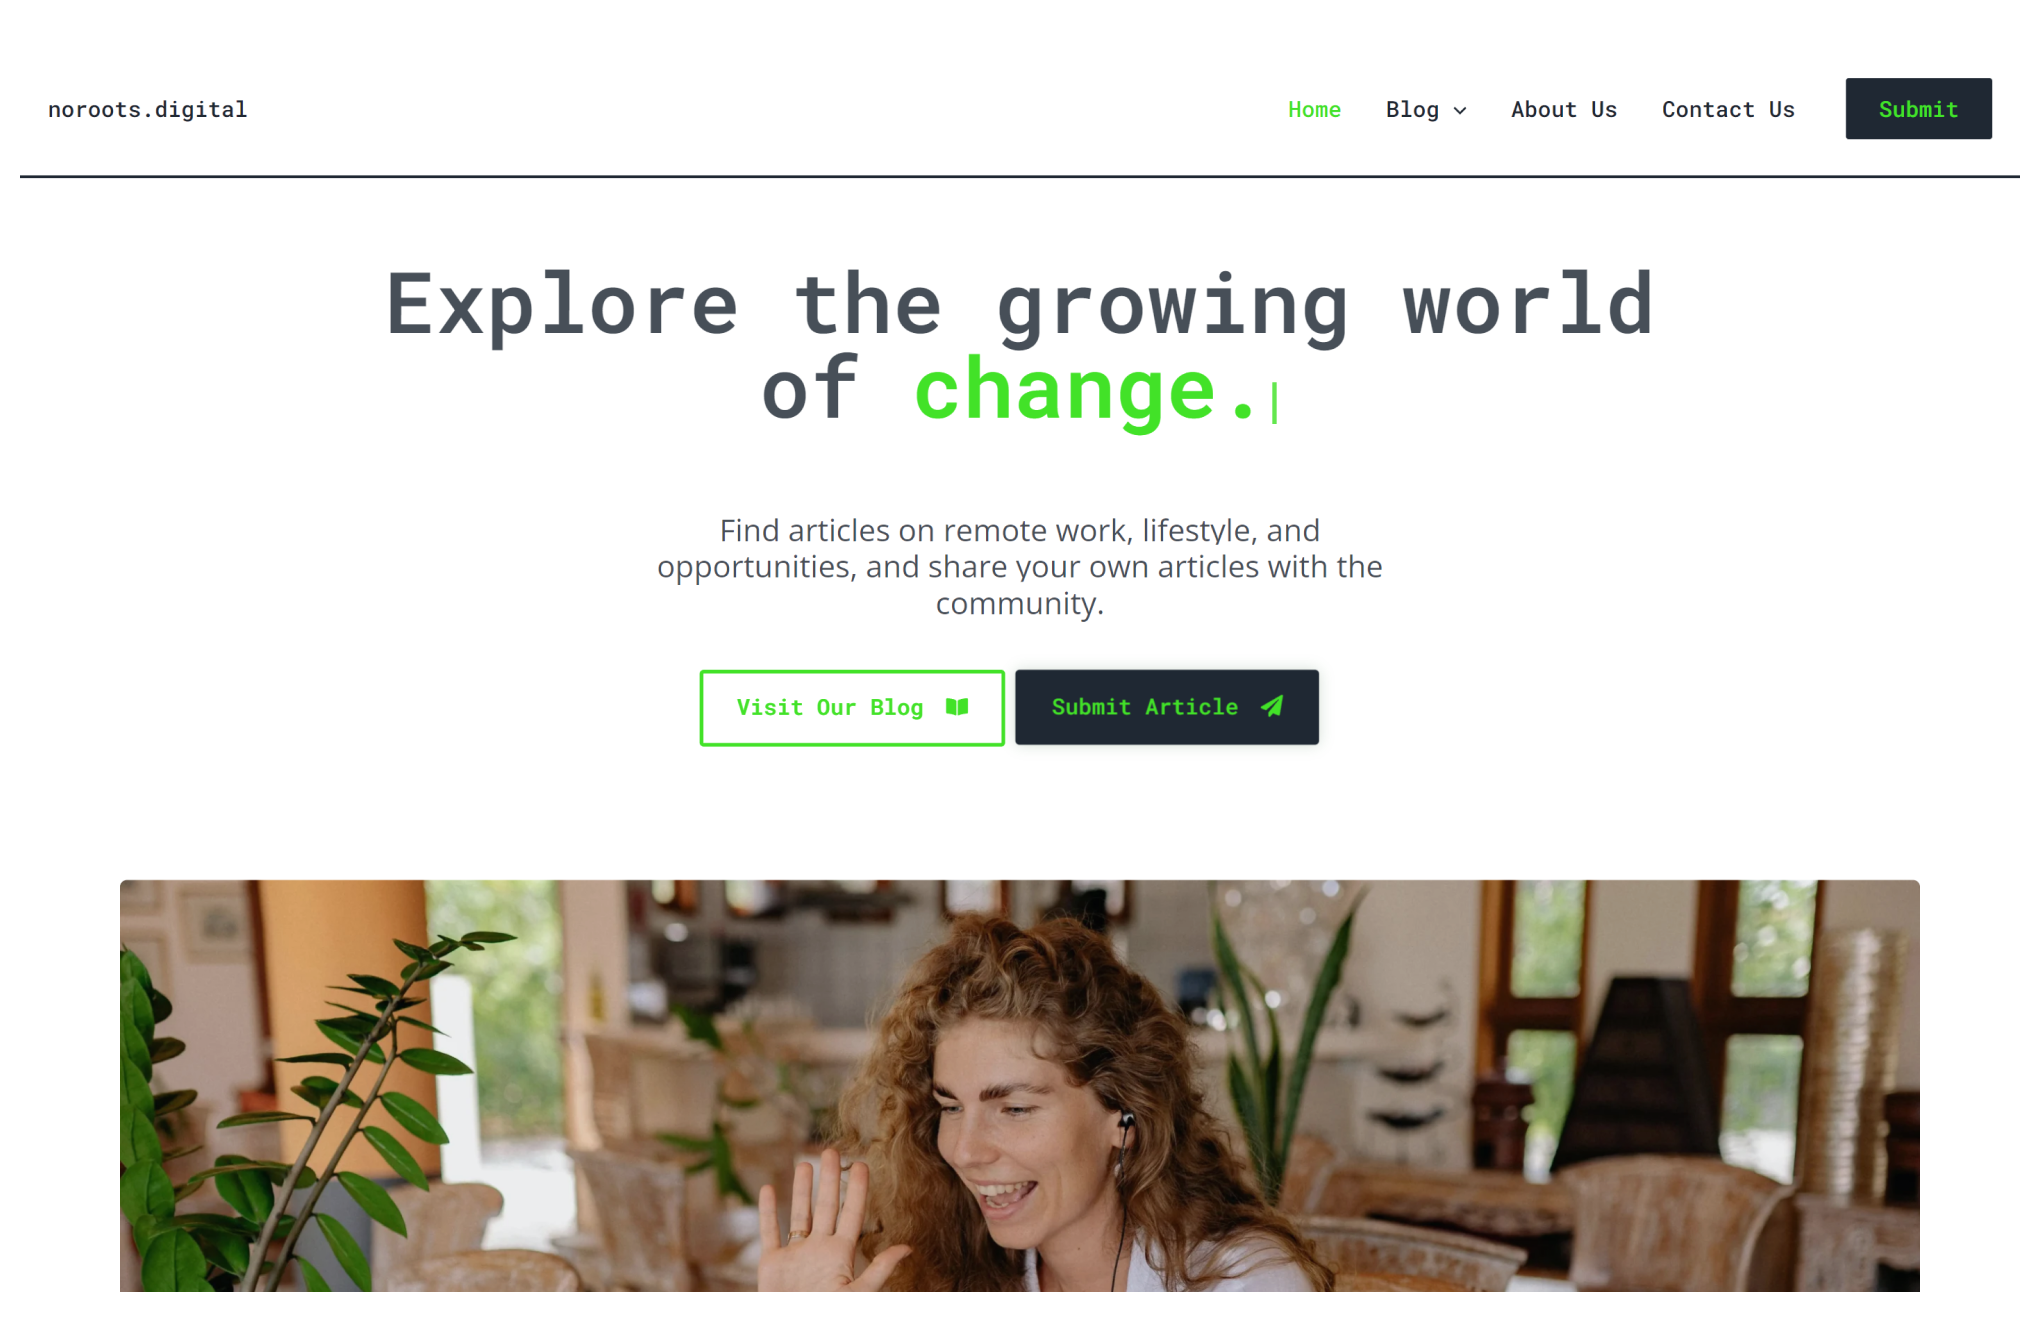 noroots.digital
Home
Blog
About Us
Contact Us
Submit
Explore the growing world
of change.
Find articles on remote work, lifestyle, and
opportunities, and share your own articles with the
community.
Visit Our Blog
Submit Article